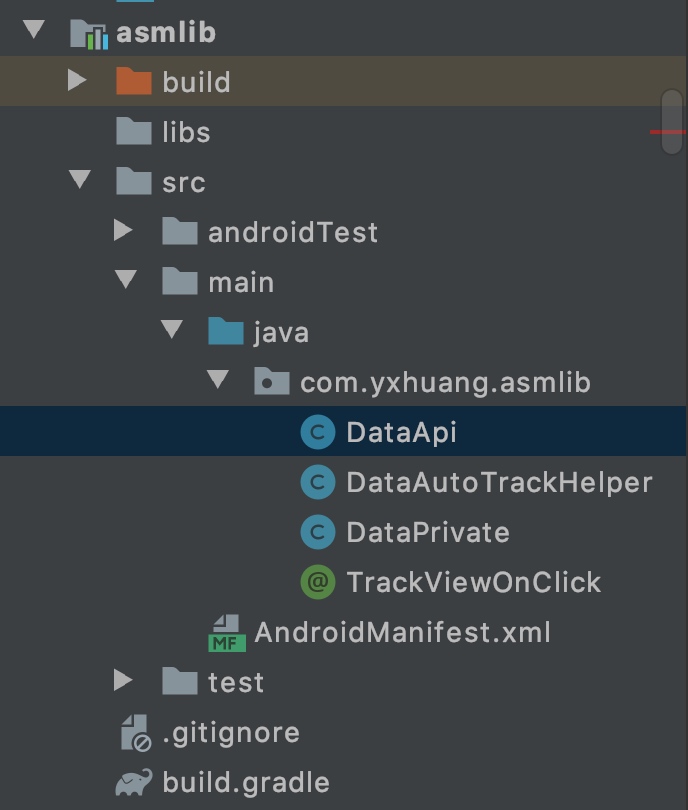 asmlib
build
libs
src
androidTest
main
java
com.yxhuang.asmlib
C DataApi
C DataAutoTrackHelper
C DataPrivate
@ TrackViewOnClick
MF AndroidManifest.xml
test
.gitignore
build.gradle